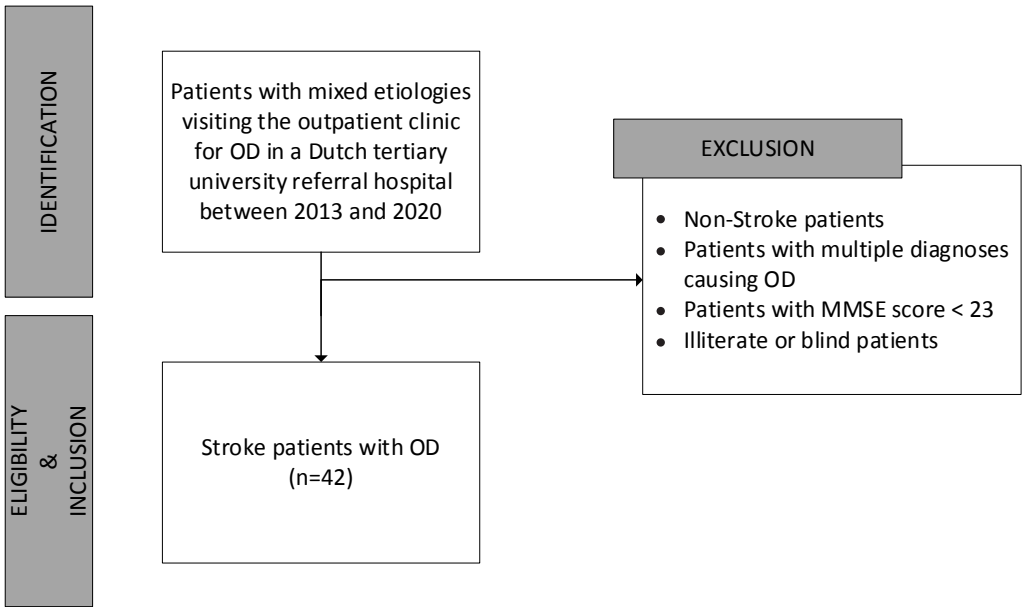 IDENTIFICATION
Patients with mixed etiologies
visiting the outpatient clinic
for OD in a Dutch tertiary
university referral hospital
between 2013 and 2020
EXCLUSION
• Non-Stroke patients
• Patients with multiple diagnoses
causing OD
• Patients with MMSE score < 23
• Illiterate or blind patients
ELIGIBILITY
&
INCLUSION
Stroke patients with OD
(n=42)